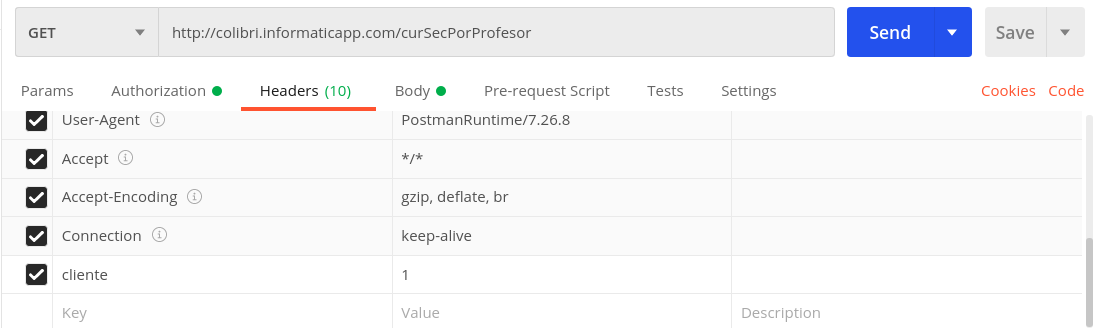 GET http://colibri.informaticapp.com/curSecPorProfesor Send Save
Params Authorization Headers (10) Body Pre-request Script Tests Settings Cookies Code
User-Agent PostmanRuntime/7.26.8
Accept */*
Accept-Encoding gzip, deflate, br
Connection keep-alive
cliente 1
Key Value Description